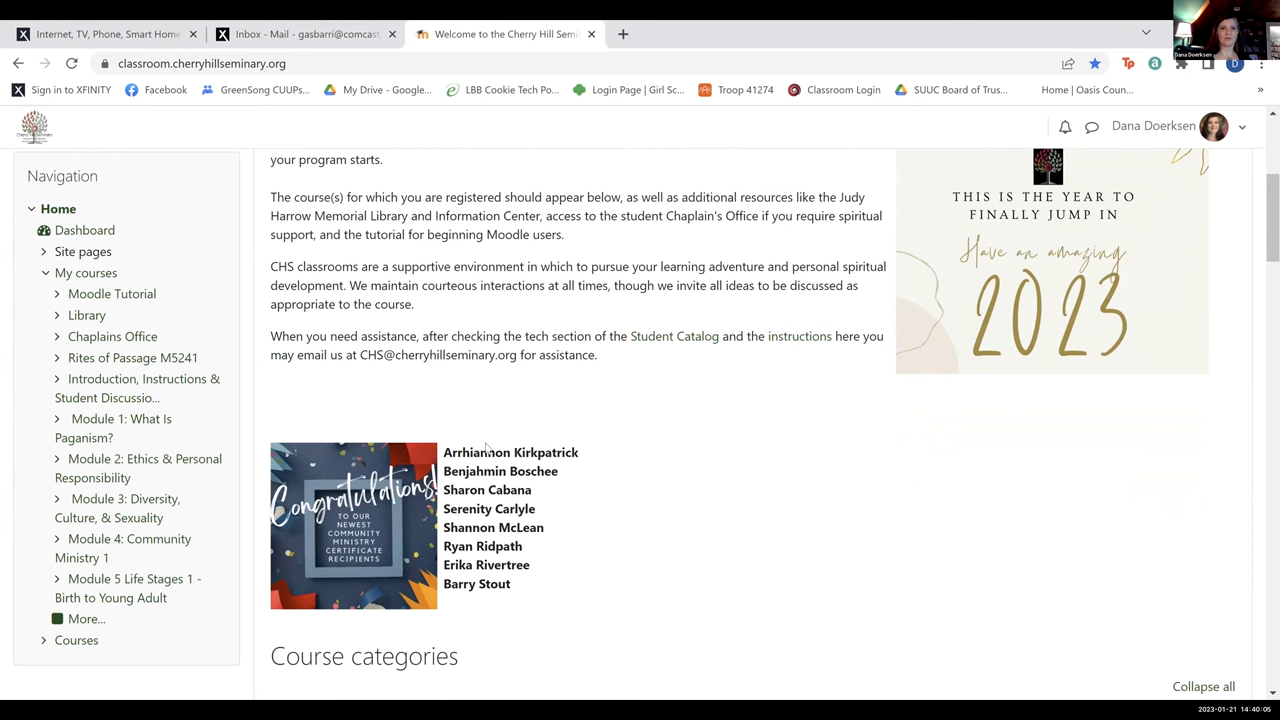 Internet, TV, Phone, Smart Home
Inbox - Mail - gasbarri@comcast
Welcome to the Cherry Hill Semi
classroom.cherryhillseminary.org
Sign in to XFINITY
Facebook
GreenSong CUUPs...
My Drive - Google...
LBB Cookie Tech Po...
Login Page | Girl Sc...
Troop 41274
Classroom Login
SUUC Board of Trus...
Home | Oasis Coun...
»
Dana Doerksen
Dana Doerksen
Navigation
Home
Dashboard
Site pages
My courses
Moodle Tutorial
Library
Chaplains Office
Rites of Passage M5241
Introduction, Instructions &
Student Discussio...
Module 1: What Is
Paganism?
Module 2: Ethics & Personal
Responsibility
Module 3: Diversity,
Culture, & Sexuality
Module 4: Community
Ministry 1
Module 5 Life Stages 1 -
Birth to Young Adult
More...
Courses
your program starts.
The course(s) for which you are registered should appear below, as well as additional resources like the Judy
Harrow Memorial Library and Information Center, access to the student Chaplain's Office if you require spiritual
support, and the tutorial for beginning Moodle users.
CHS classrooms are a supportive environment in which to pursue your learning adventure and personal spiritual
development. We maintain courteous interactions at all times, though we invite all ideas to be discussed as
appropriate to the course.
When you need assistance, after checking the tech section of the Student Catalog and the instructions here you
may email us at CHS@cherryhillseminary.org for assistance.
THIS IS THE YEAR TO
FINALLY JUMP IN
Have an amazing
2023
Congratulations!
TO OUR
NEWEST
COMMUNITY
MINISTRY
CERTIFICATE
RECIPIENTS
Arrhiannon Kirkpatrick
Benjahmin Boschee
Sharon Cabana
Serenity Carlyle
Shannon McLean
Ryan Ridpath
Erika Rivertree
Barry Stout
Course categories
Collapse all
2023-01-21 14:40:05